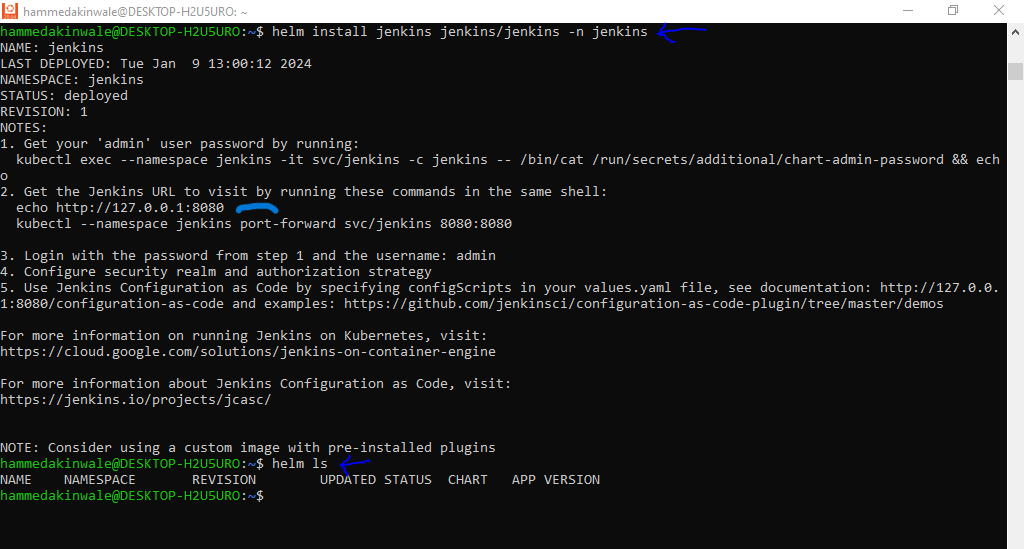 hammedakinwale@DESKTOP-H2U5URO: ~
hammedakinwale@DESKTOP-H2U5URO:~$ helm install jenkins jenkins/jenkins -n jenkins
NAME: jenkins
LAST DEPLOYED: Tue Jan  9 13:00:12 2024
NAMESPACE: jenkins
STATUS: deployed
REVISION: 1
NOTES:
1. Get your 'admin' user password by running:
  kubectl exec --namespace jenkins -it svc/jenkins -c jenkins -- /bin/cat /run/secrets/additional/chart-admin-password && ech
o
2. Get the Jenkins URL to visit by running these commands in the same shell:
  echo http://127.0.0.1:8080
  kubectl --namespace jenkins port-forward svc/jenkins 8080:8080
3. Login with the password from step 1 and the username: admin
4. Configure security realm and authorization strategy
5. Use Jenkins Configuration as Code by specifying configScripts in your values.yaml file, see documentation: http://127.0.0.
1:8080/configuration-as-code and examples: https://github.com/jenkinsci/configuration-as-code-plugin/tree/master/demos
For more information on running Jenkins on Kubernetes, visit:
https://cloud.google.com/solutions/jenkins-on-container-engine
For more information about Jenkins Configuration as Code, visit:
https://jenkins.io/projects/jcasc/
NOTE: Consider using a custom image with pre-installed plugins
hammedakinwale@DESKTOP-H2U5URO:~$ helm ls
NAME    NAMESPACE       REVISION        UPDATED STATUS  CHART   APP VERSION
hammedakinwale@DESKTOP-H2U5URO:~$